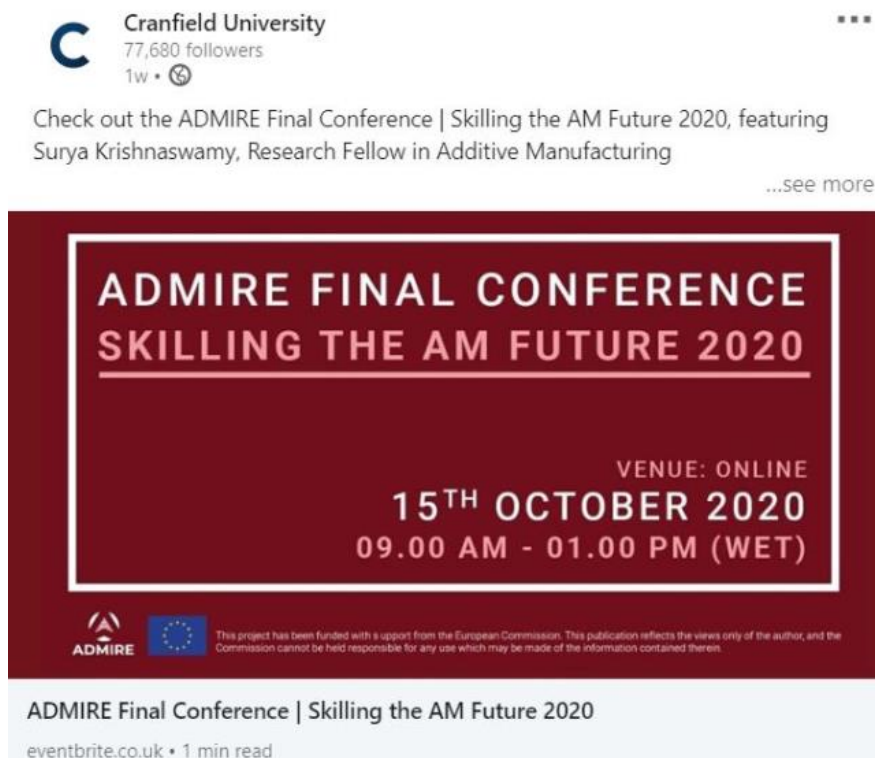 Cranfield University
77,680 followers
1w •
Check out the ADMIRE Final Conference | Skilling the AM Future 2020, featuring
Surya Krishnaswamy, Research Fellow in Additive Manufacturing
...see more
ADMIRE FINAL CONFERENCE
SKILLING THE AM FUTURE 2020
VENUE: ONLINE
15TH OCTOBER 2020
09.00 AM - 01.00 PM (WET)
ADMIRE
This project has been funded with a support from the European Commission. This publication reflects the views only of the author, and the
Commission cannot be held responsible for any use which may be made of the information contained therein.
ADMIRE Final Conference | Skilling the AM Future 2020
eventbrite.co.uk • 1 min read